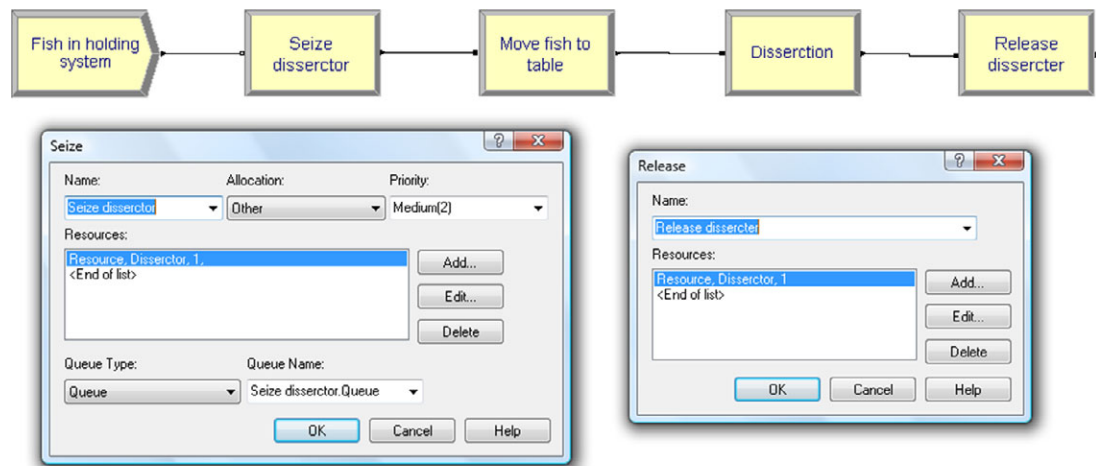 Fish in holding
system
Seize
disserctor
Move fish to
table
Disserction
Release
dissercter
Seize
Name:
Allocation:
Priority:
Seize disserctor
Other
Medium(2)
Resources:
Resource, Disserctor, 1,
<End of list>
Add...
Edit...
Delete
Queue Type:
Queue Name:
Queue
Seize disserctor.Queue
OK
Cancel
Help
Release
Name:
Release dissercter
Resources:
Resource, Disserctor, 1
<End of list>
Add...
Edit...
Delete
OK
Cancel
Help